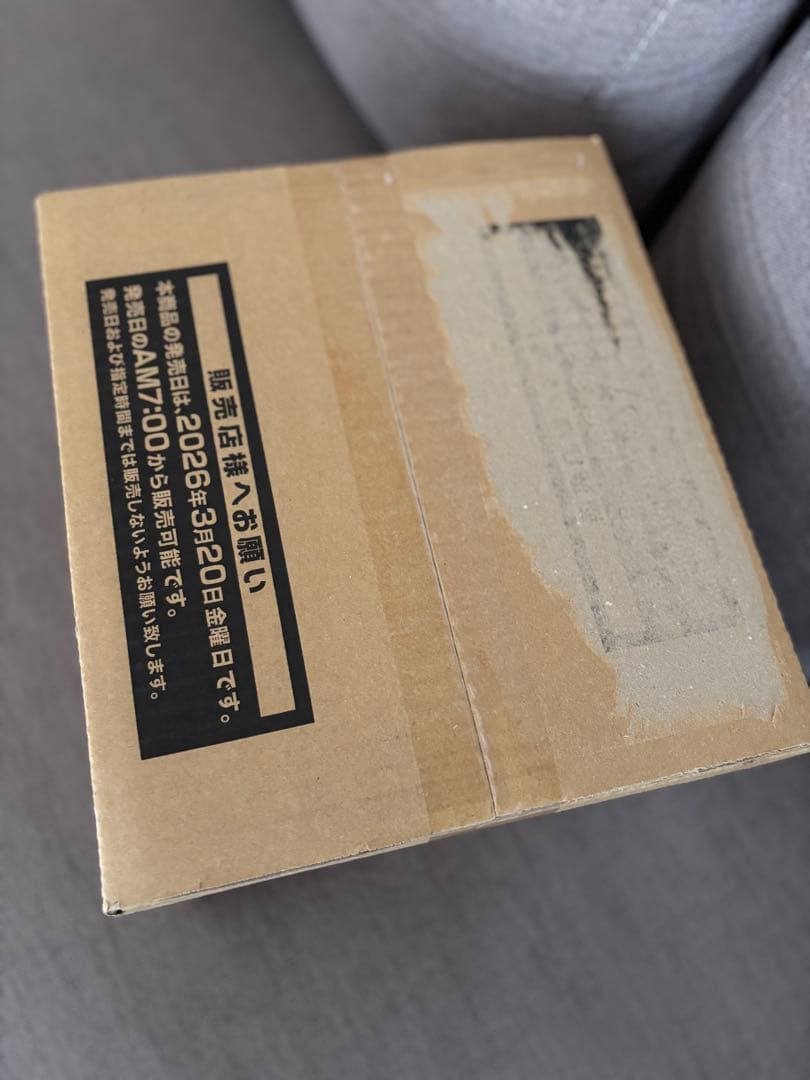 販売店様へお願い
本商品の発売日は、2026年3月20日金曜日です。
発売日のAM7:00から販売可能です。
発売日および指定時間までは販売しないようお願い致します。